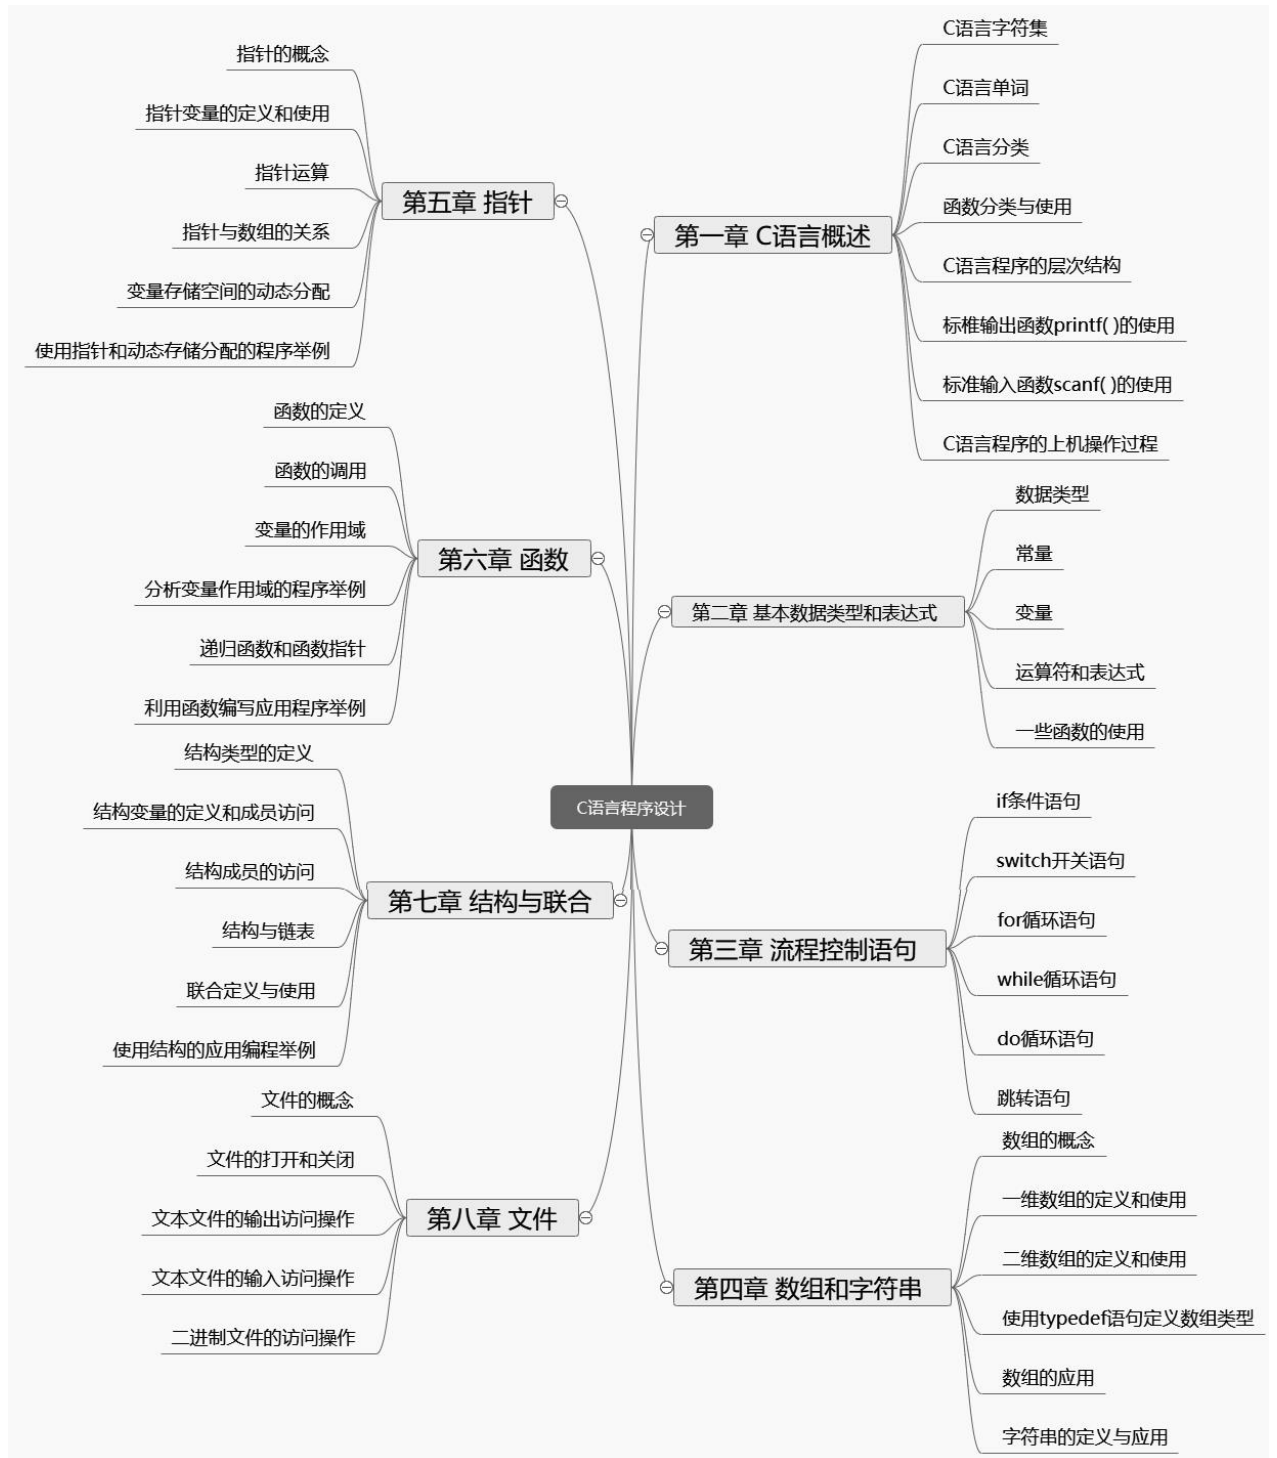 C语言程序设计
第一章 C语言概述
C语言字符集
C语言单词
C语言分类
函数分类与使用
C语言程序的层次结构
标椎输出函数printf( )的使用
标准输入函数scanf( )的使用
C语言程序的上机操作过程
第二章 基本数据类型和表达式
数据类型
常量
变量
运算符和表达式
一些函数的使用
第三章 流程控制语句
if条件语句
switch开关语句
for循环语句
while循环语句
do循环语句
跳转语句
第四章 数组和字符串
数组的概念
一维数组的定义和使用
二维数组的定义和使用
使用typedef语句定义数组类型
数组的应用
字符串的定义与应用
第五章 指针
指针的概念
指针变量的定义和使用
指针运算
指针与数组的关系
变量存储空间的动态分配
使用指针和动态存储分配的程序举例
第六章 函数
函数的定义
函数的调用
变量的作用域
分析变量作用域的程序举例
递归函数和函数指针
利用函数编写应用程序举例
第七章 结构与联合
结构类型的定义
结构变量的定义和成员访问
结构成员的访问
结构与链表
联合定义与使用
使用结构的应用编程举例
第八章 文件
文件的概念
文件的打开和关闭
文本文件的输出访问操作
文本文件的输入访问操作
二进制文件的访问操作